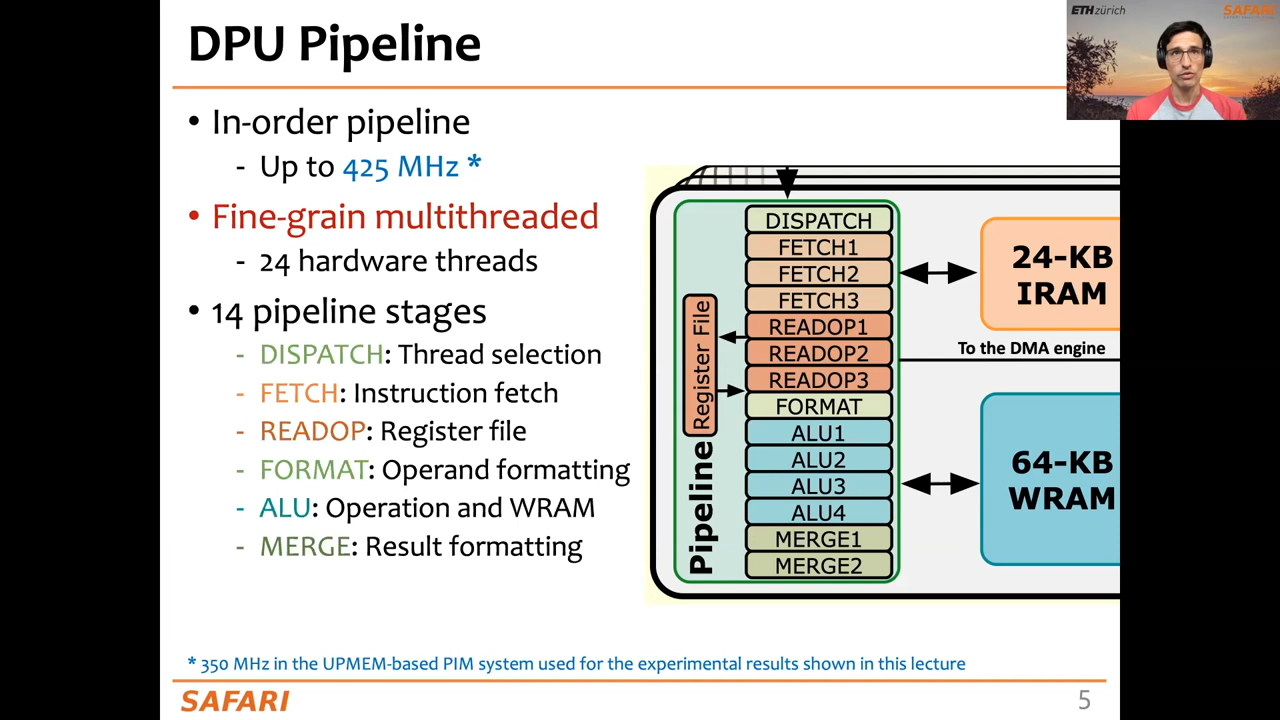 DPU Pipeline
ETH zürich
SAFARI
• In-order pipeline
- Up to 425 MHz *
• Fine-grain multithreaded
- 24 hardware threads
• 14 pipeline stages
- DISPATCH: Thread selection
- FETCH: Instruction fetch
- READOP: Register file
- FORMAT: Operand formatting
- ALU: Operation and WRAM
- MERGE: Result formatting
Pipeline
Register File
DISPATCH
FETCH1
FETCH2
FETCH3
READOP1
READOP2
READOP3
FORMAT
ALU1
ALU2
ALU3
ALU4
MERGE1
MERGE2
24-KB
IRAM
To the DMA engine
64-KB
WRAM
* 350 MHz in the UPMEM-based PIM system used for the experimental results shown in this lecture
SAFARI
5